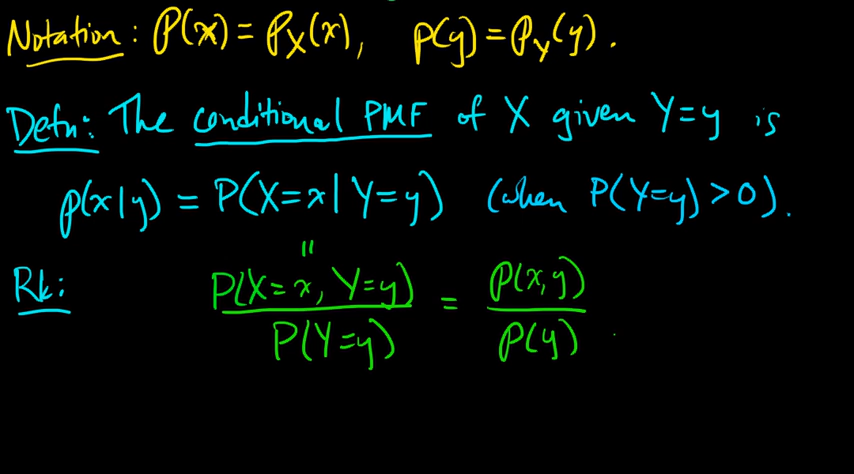 Notation: p(x) = p_X(x), p(y) = p_Y(y).
Defn: The conditional PMF of X given Y=y is
p(x|y) = P(X=x | Y=y) (when P(Y=y) > 0).
"
Rk: P(X=x, Y=y) / P(Y=y) = p(x,y) / p(y)